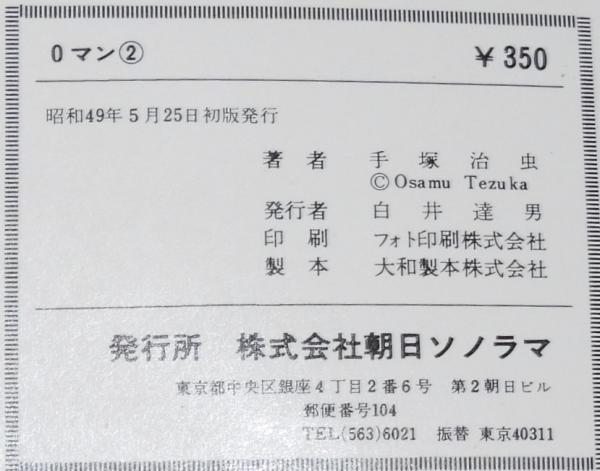 0マン② ¥350
昭和49年5月25日初版発行
著者 手塚治虫
©Osamu Tezuka
発行者 白井達男
印刷 フォト印刷株式会社
製本 大和製本株式会社
発行所 株式会社朝日ソノラマ
東京都中央区銀座4丁目2番6号 第2朝日ビル
郵便番号104
TEL(563)6021 振替 東京40311